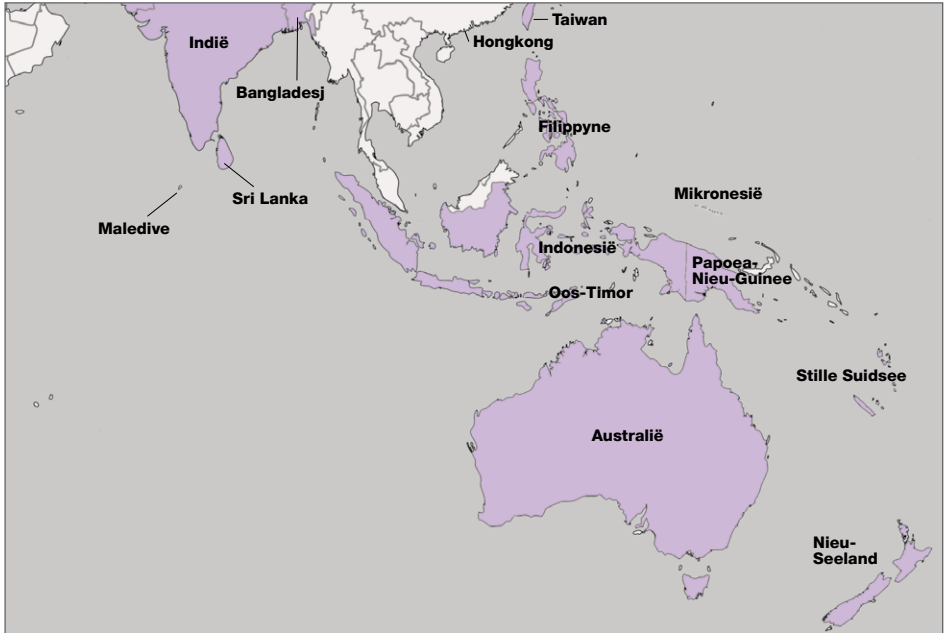 Taiwan
Indië
Hongkong
Bangladesj
Filippyne
Sri Lanka
Mikronesië
Maledive
Indonesië
Papoea-
Nieu-Guinee
Oos-Timor
Stille Suidsee
Australië
Nieu-
Seeland